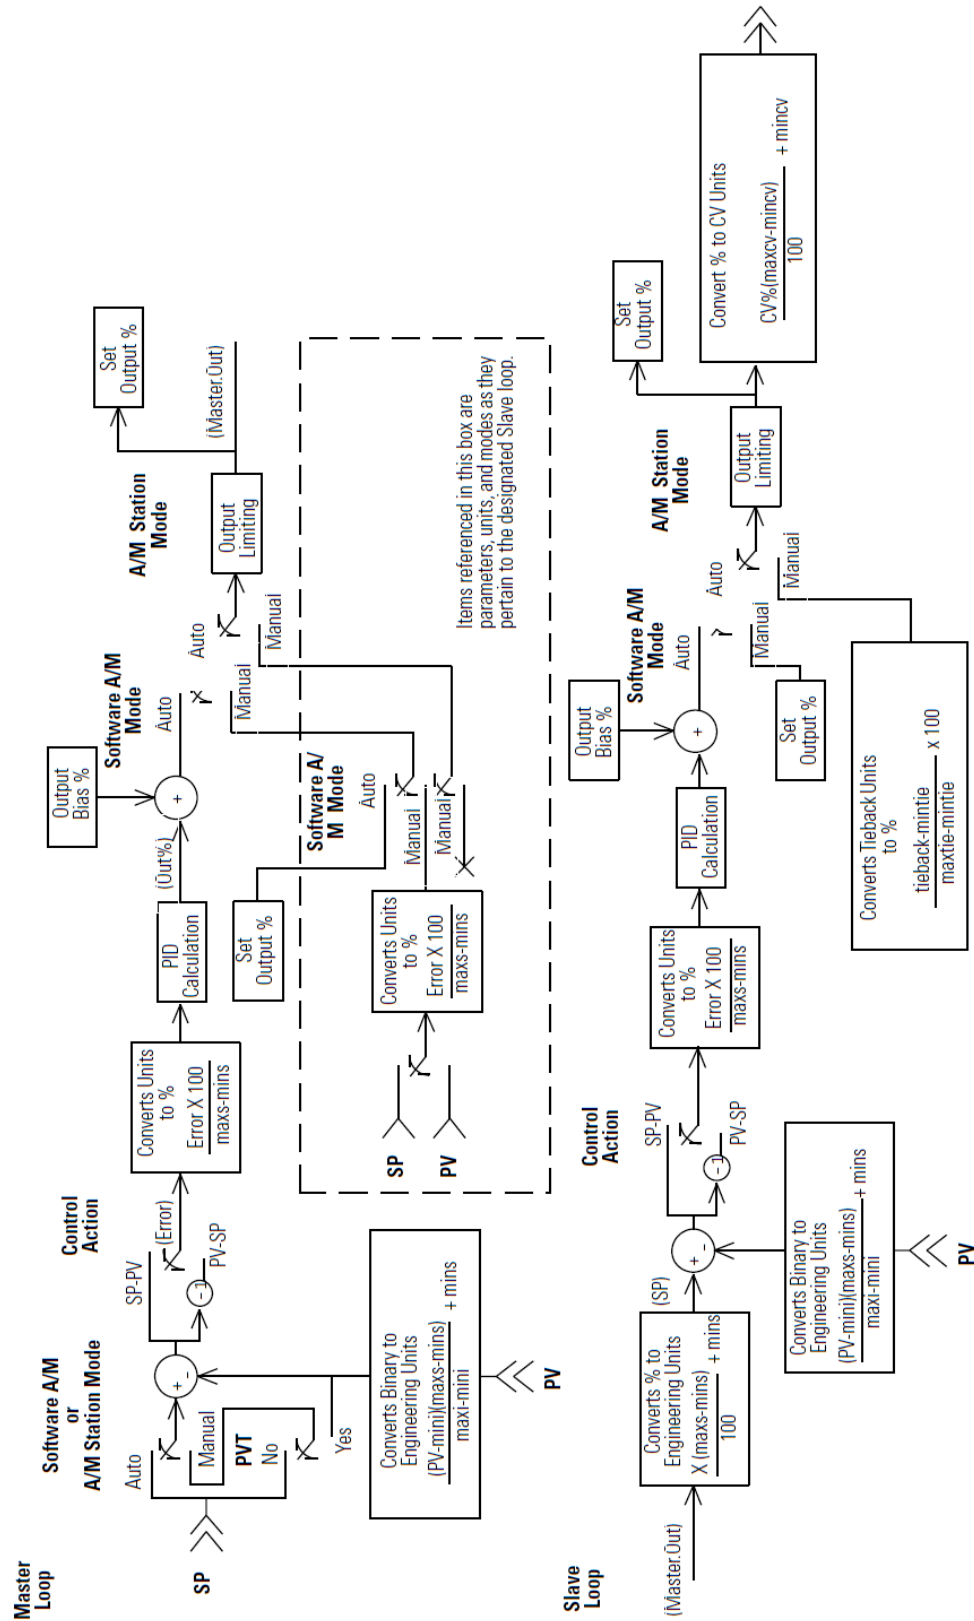 Master
Loop
SP
Software A/M
or
A/M Station Mode
Auto
Manual
PVT
No
Yes
+
-
Converts Binary to
Engineering Units
(PV-mini)(maxs-mins)
maxi-mini
+ mins
PV
Control
Action
SP-PV
(Error)
-1
PV-SP
Converts Units
to %
Error X 100
maxs-mins
PID
Calculation
(Out%)
Output
Bias %
+
Software A/M
Mode
Auto
Manual
Set
Output %
A/M Station
Mode
Auto
Manual
Output
Limiting
Set
Output %
(Master.Out)
SP
PV
Converts Units
to %
Error X 100
maxs-mins
Software A/
M Mode
Auto
Manual
Manual
Items referenced in this box are
parameters, units, and modes as they
pertain to the designated Slave loop.
Slave
Loop
(Master.Out)
Converts % to
Engineering Units
X (maxs-mins)
100
+ mins
(SP)
+
-
Converts Binary to
Engineering Units
(PV-mini)(maxs-mins)
maxi-mini
+ mins
PV
Control
Action
SP-PV
-1
PV-SP
Converts Units
to %
Error X 100
maxs-mins
PID
Calculation
Output
Bias %
+
Software A/M
Mode
Auto
Manual
Set
Output %
A/M Station
Mode
Auto
Manual
Converts Tieback Units
to %
tieback-mintie
maxtie-mintie
x 100
Output
Limiting
Set
Output %
Convert % to CV Units
CV%(maxcv-mincv)
100
+ mincv